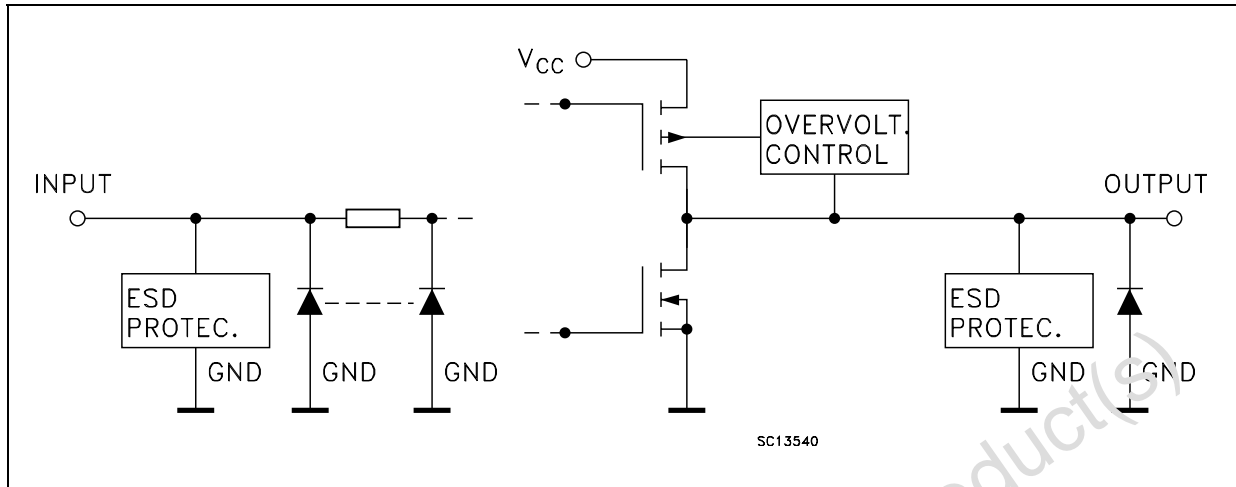 VCC
OVERVOLT.
CONTROL
INPUT
OUTPUT
ESD
PROTEC.
GND
GND
GND
ESD
PROTEC.
GND
GND
SC13540